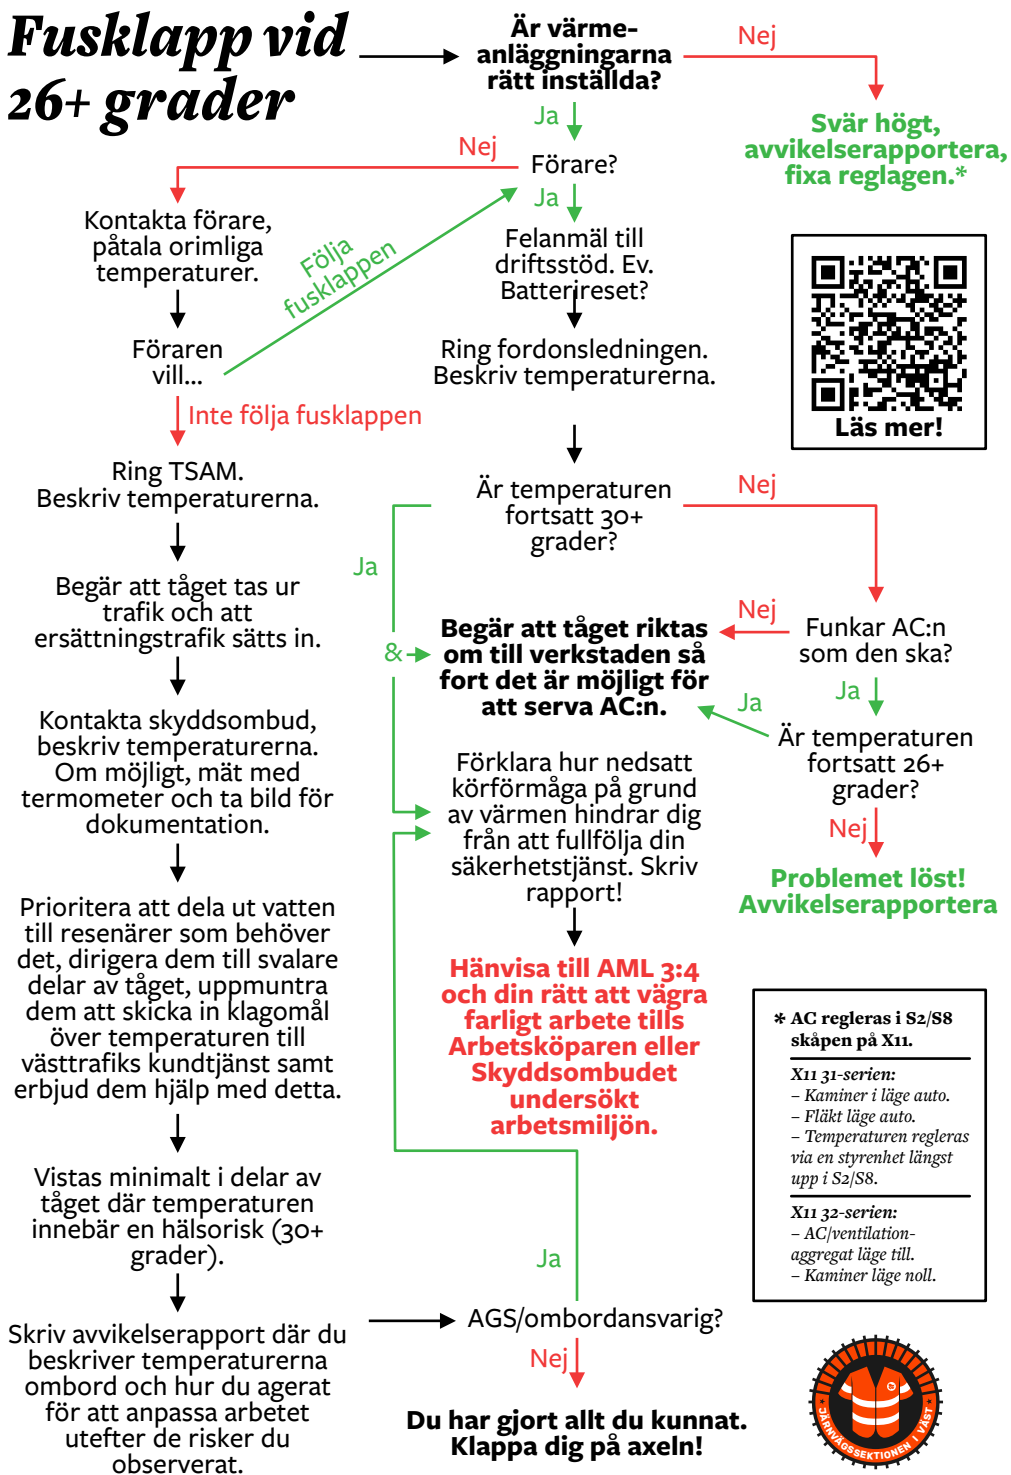 Fusklapp vid
26+ grader
Är värme-
anläggningarna
rätt inställda?
Nej
Svär högt,
avvikelserapportera,
fixa reglagen.*
Ja
Förare?
Nej
Ja
Kontakta förare,
påtala orimliga
temperaturer.
Följa
fusklappen
Föraren
vill...
Inte följa fusklappen
Felanmäl till
driftsstöd. Ev.
Batterireset?
Ring fordonsledningen.
Beskriv temperaturerna.
Läs mer!
Ring TSAM.
Beskriv temperaturerna.
Är temperaturen
fortsatt 30+
grader?
Nej
Ja
&
Begär att tåget tas ur
trafik och att
ersättningstrafik sätts in.
Begär att tåget riktas
om till verkstaden så
fort det är möjligt för
att serva AC:n.
Nej
Funkar AC:n
som den ska?
Ja
Ja
Är temperaturen
fortsatt 26+
grader?
Nej
Problemet löst!
Avvikelserapportera
Kontakta skyddsombud,
beskriv temperaturerna.
Om möjligt, mät med
termometer och ta bild för
dokumentation.
Förklara hur nedsatt
körförmåga på grund
av värmen hindrar dig
från att fullfölja din
säkerhetstjänst. Skriv
rapport!
Prioritera att dela ut vatten
till resenärer som behöver
det, dirigera dem till svalare
delar av tåget, uppmuntra
dem att skicka in klagomål
över temperaturen till
västtrafiks kundtjänst samt
erbjud dem hjälp med detta.
Hänvisa till AML 3:4
och din rätt att vägra
farligt arbete tills
Arbetsköparen eller
Skyddsombudet
undersökt
arbetsmiljön.
* AC regleras i S2/S8
skåpen på X11.
X11 31-serien:
– Kaminer i läge auto.
– Fläkt läge auto.
– Temperaturen regleras
via en styrenhet längst
upp i S2/S8.
X11 32-serien:
– AC/ventilation-
aggregat läge till.
– Kaminer läge noll.
Vistas minimalt i delar av
tåget där temperaturen
innebär en hälsorisk (30+
grader).
Ja
Skriv avvikelserapport där du
beskriver temperaturerna
ombord och hur du agerat
för att anpassa arbetet
utefter de risker du
observerat.
AGS/ombordansvarig?
Nej
Du har gjort allt du kunnat.
Klappa dig på axeln!
JÄRNVÄGSSEKTIONEN I VÄST